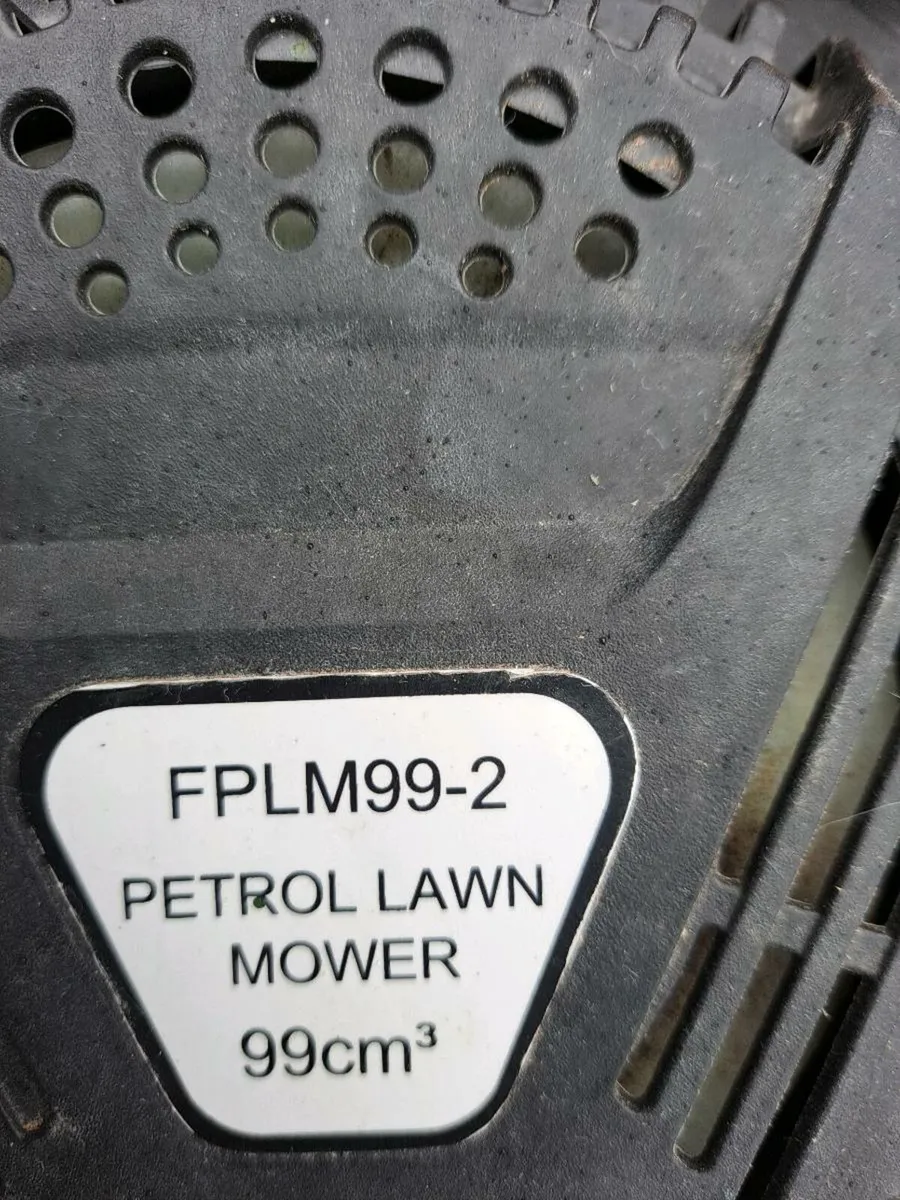 FPLM99-2
PETROL LAWN
MOWER
99cm³